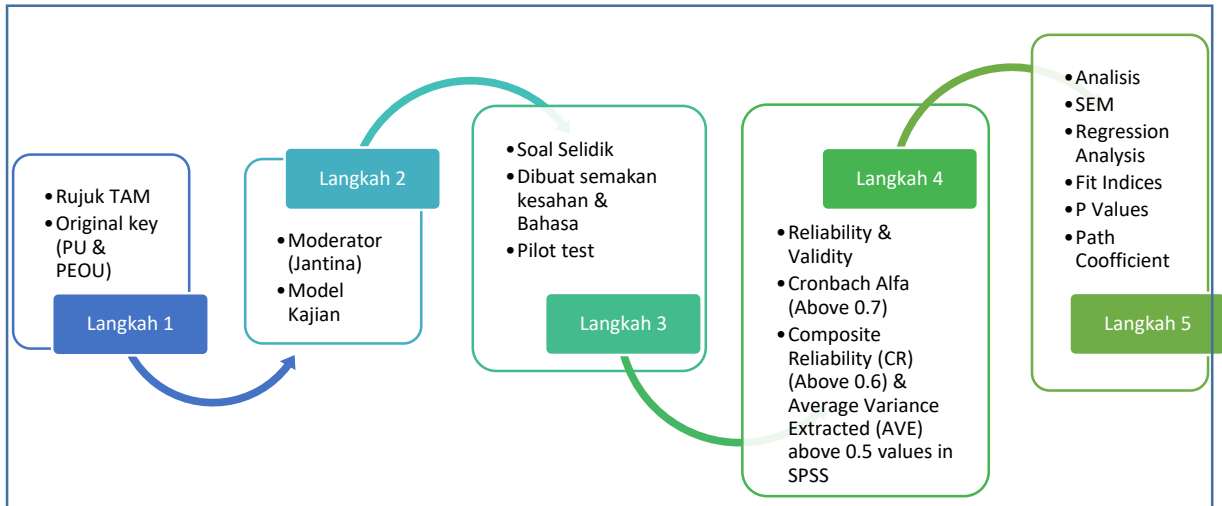 • Rujuk TAM
• Original key
(PU &
PEOU)
Langkah 1
Langkah 2
• Moderator
(Jantina)
• Model
Kajian
• Soal Selidik
• Dibuat semakan
kesahan &
Bahasa
• Pilot test
Langkah 3
Langkah 4
• Reliability &
Validity
• Cronbach Alfa
(Above 0.7)
• Composite
Reliability (CR)
(Above 0.6) &
Average Variance
Extracted (AVE)
above 0.5 values in
SPSS
• Analisis
• SEM
• Regression
Analysis
• Fit Indices
• P Values
• Path
Coofficient
Langkah 5